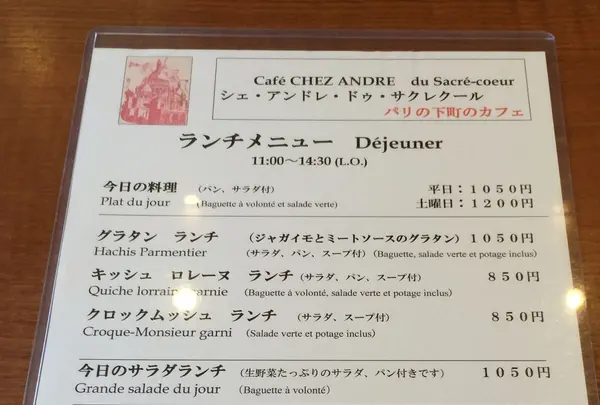 Café CHEZ ANDRE du Sacré-coeur
シェ・アンドレ・ドゥ・サクレクール
パリの下町のカフェ
ランチメニュー Déjeuner
11:00～14:30 (L.O.)
今日の料理 (パン、サラダ付) 平日：1050円
Plat du jour (Baguette à volonté et salade verte) 土曜日：1200円
グラタン ランチ (ジャガイモとミートソースのグラタン) 1050円
Hachis Parmentier (サラダ、パン、スープ付) (Baguette, salade verte et potage inclus)
キッシュ ロレーヌ ランチ (サラダ、パン、スープ付) 850円
Quiche lorraine garnie (Baguette à volonté, salade verte et potage inclus)
クロックムッシュ ランチ (サラダ、スープ付) 850円
Croque-Monsieur garni (Salade verte et potage inclus)
今日のサラダランチ (生野菜たっぷりのサラダ、パン付きです) 1050円
Grande salade du jour (Baguette à volonté)